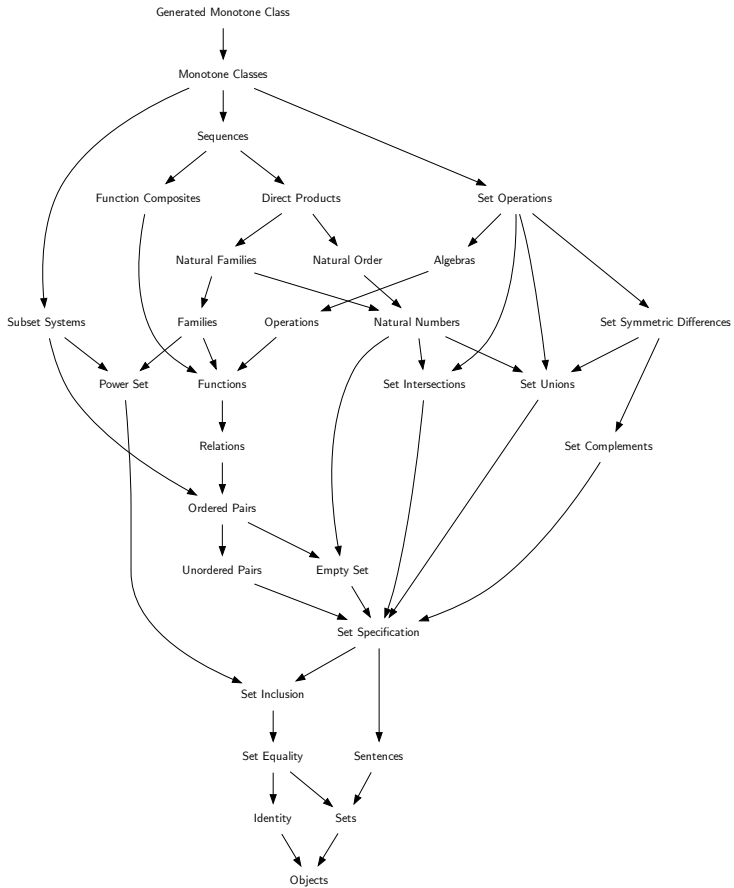 Generated Monotone Class
Monotone Classes
Sequences
Function Composites
Direct Products
Set Operations
Natural Families
Natural Order
Algebras
Subset Systems
Families
Operations
Natural Numbers
Set Symmetric Differences
Power Set
Functions
Set Intersections
Set Unions
Relations
Set Complements
Ordered Pairs
Unordered Pairs
Empty Set
Set Specification
Set Inclusion
Set Equality
Sentences
Identity
Sets
Objects